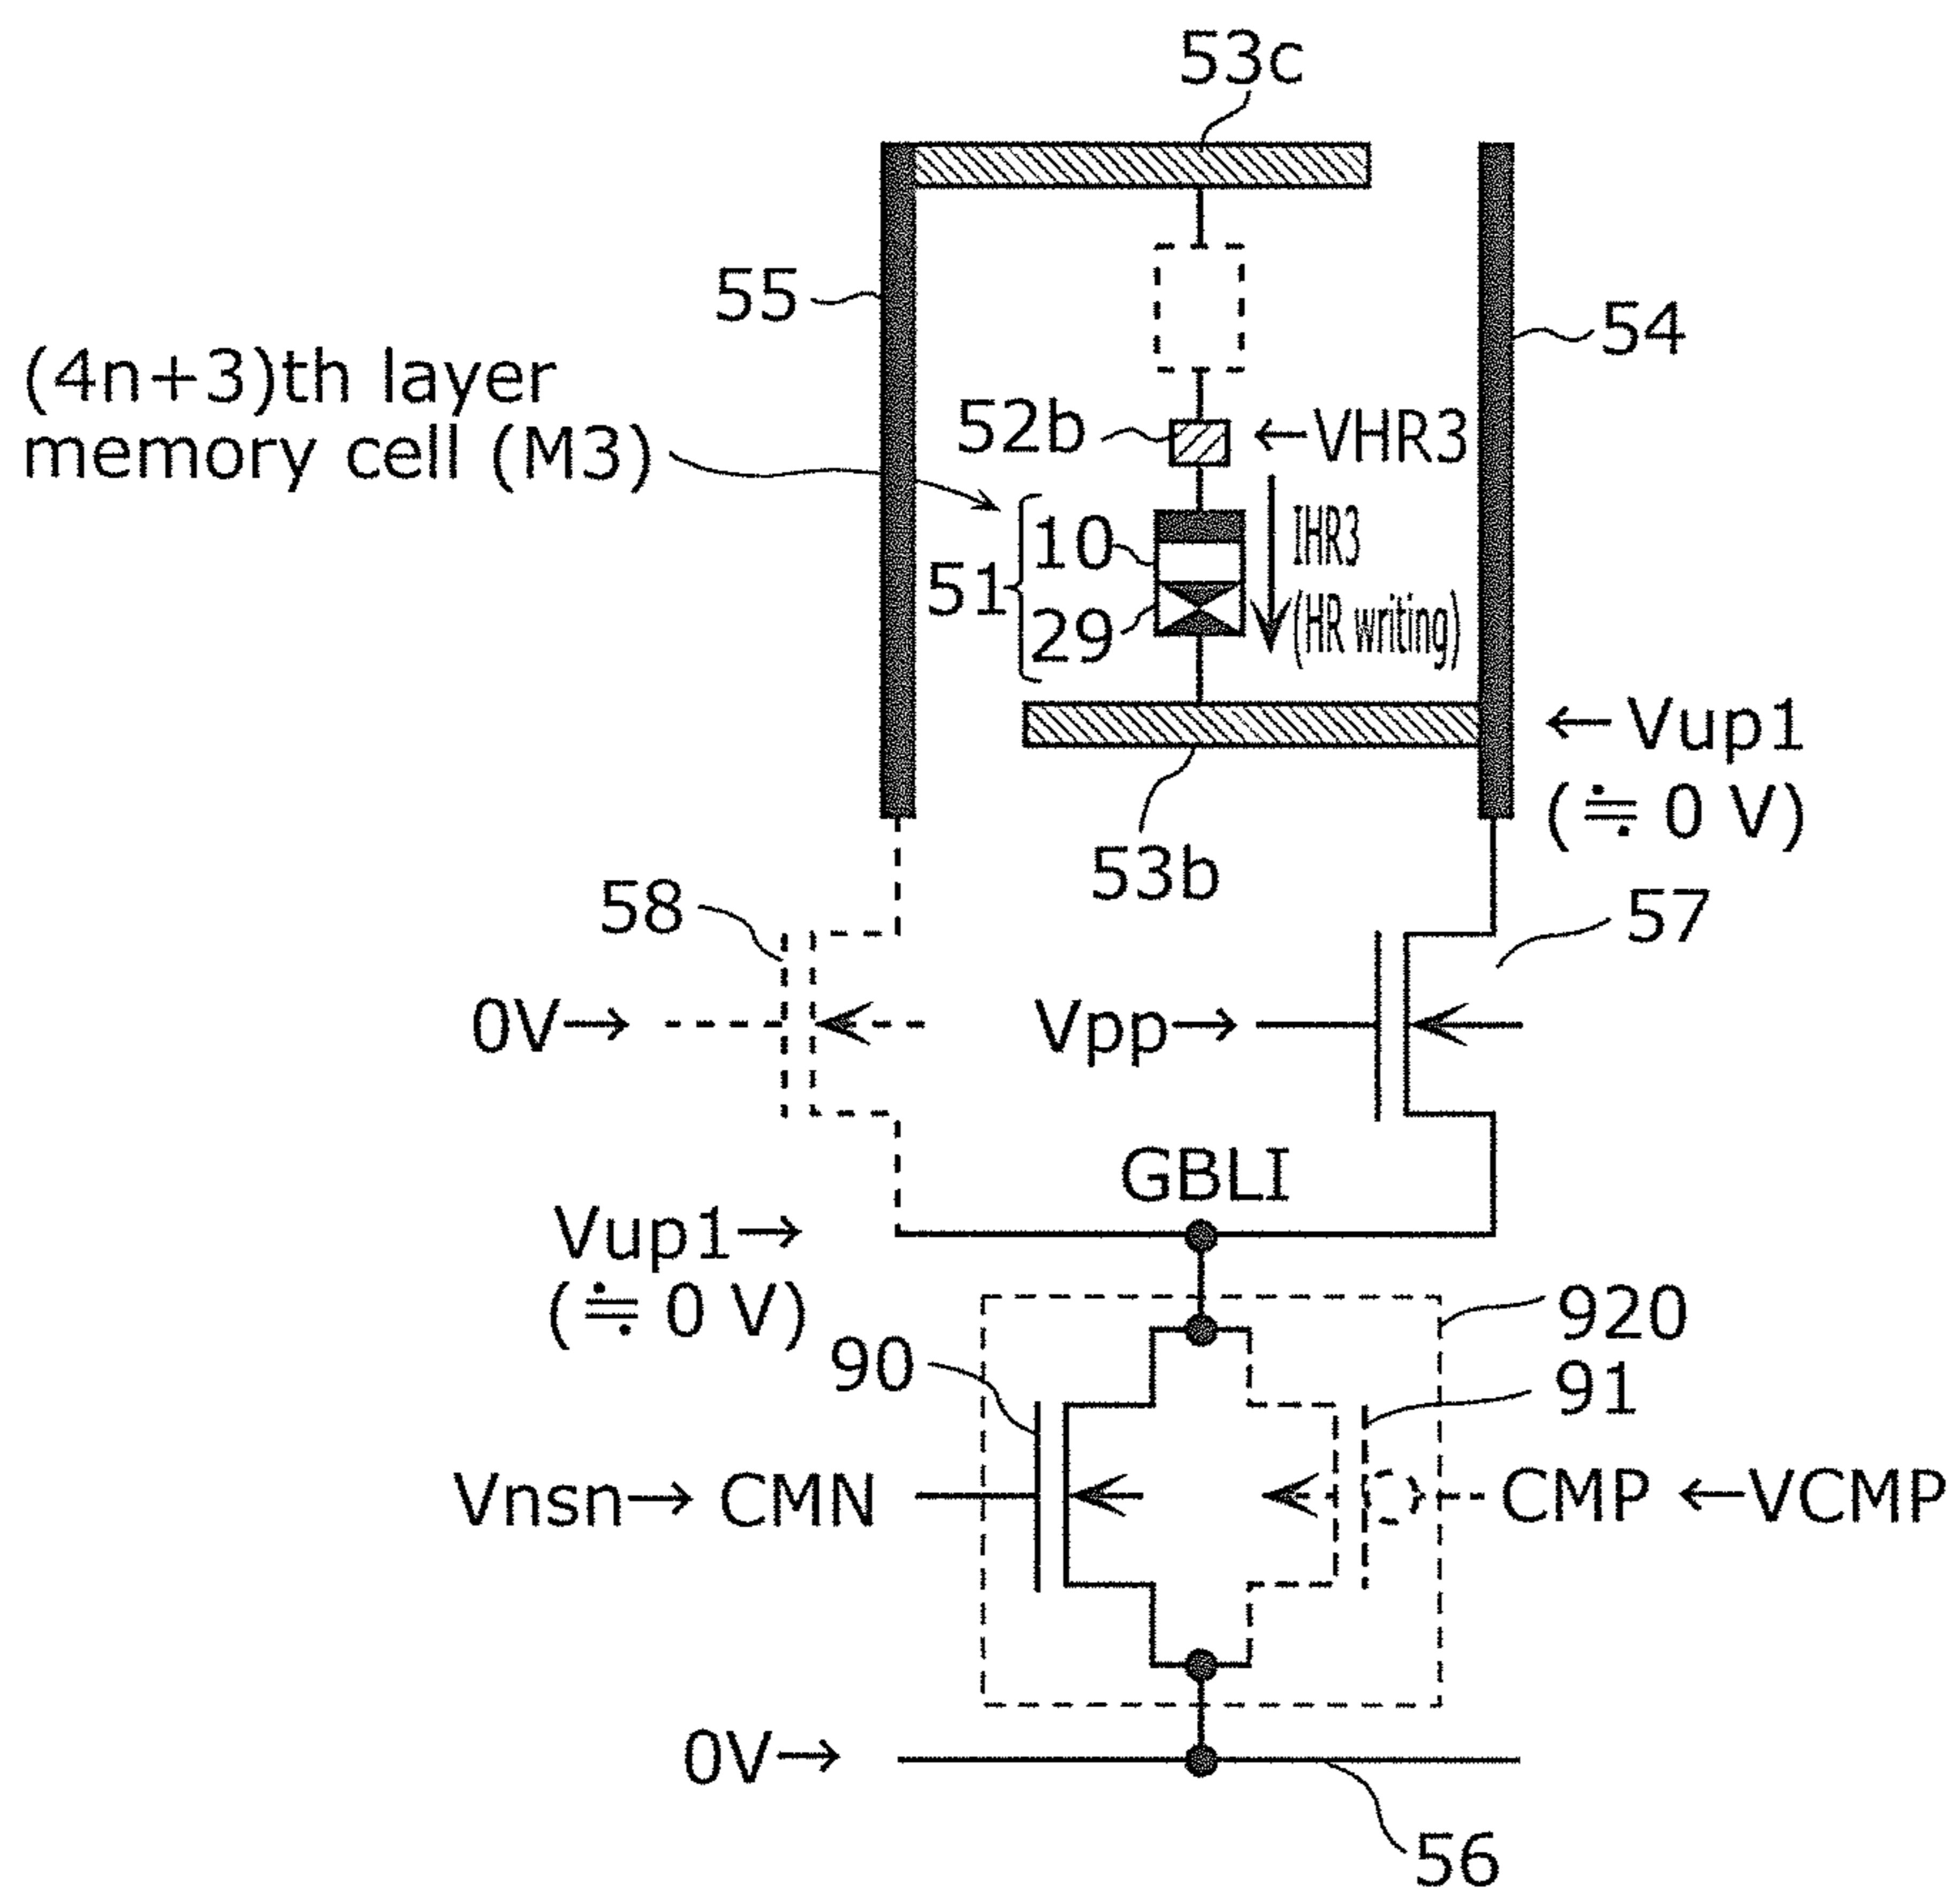 53c
55
54
(4n+3)th layer
memory cell (M3)
52b
←VHR3
51
10
29
IHR3
(HR writing)
←Vup1
(≒ 0 V)
53b
58
57
0V→
Vpp→
GBLI
Vup1→
(≒ 0 V)
920
90
91
Vnsn→ CMN
CMP ←VCMP
0V→
56